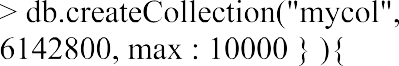 > db.createCollection("mycol",
6142800, max : 10000 } ){